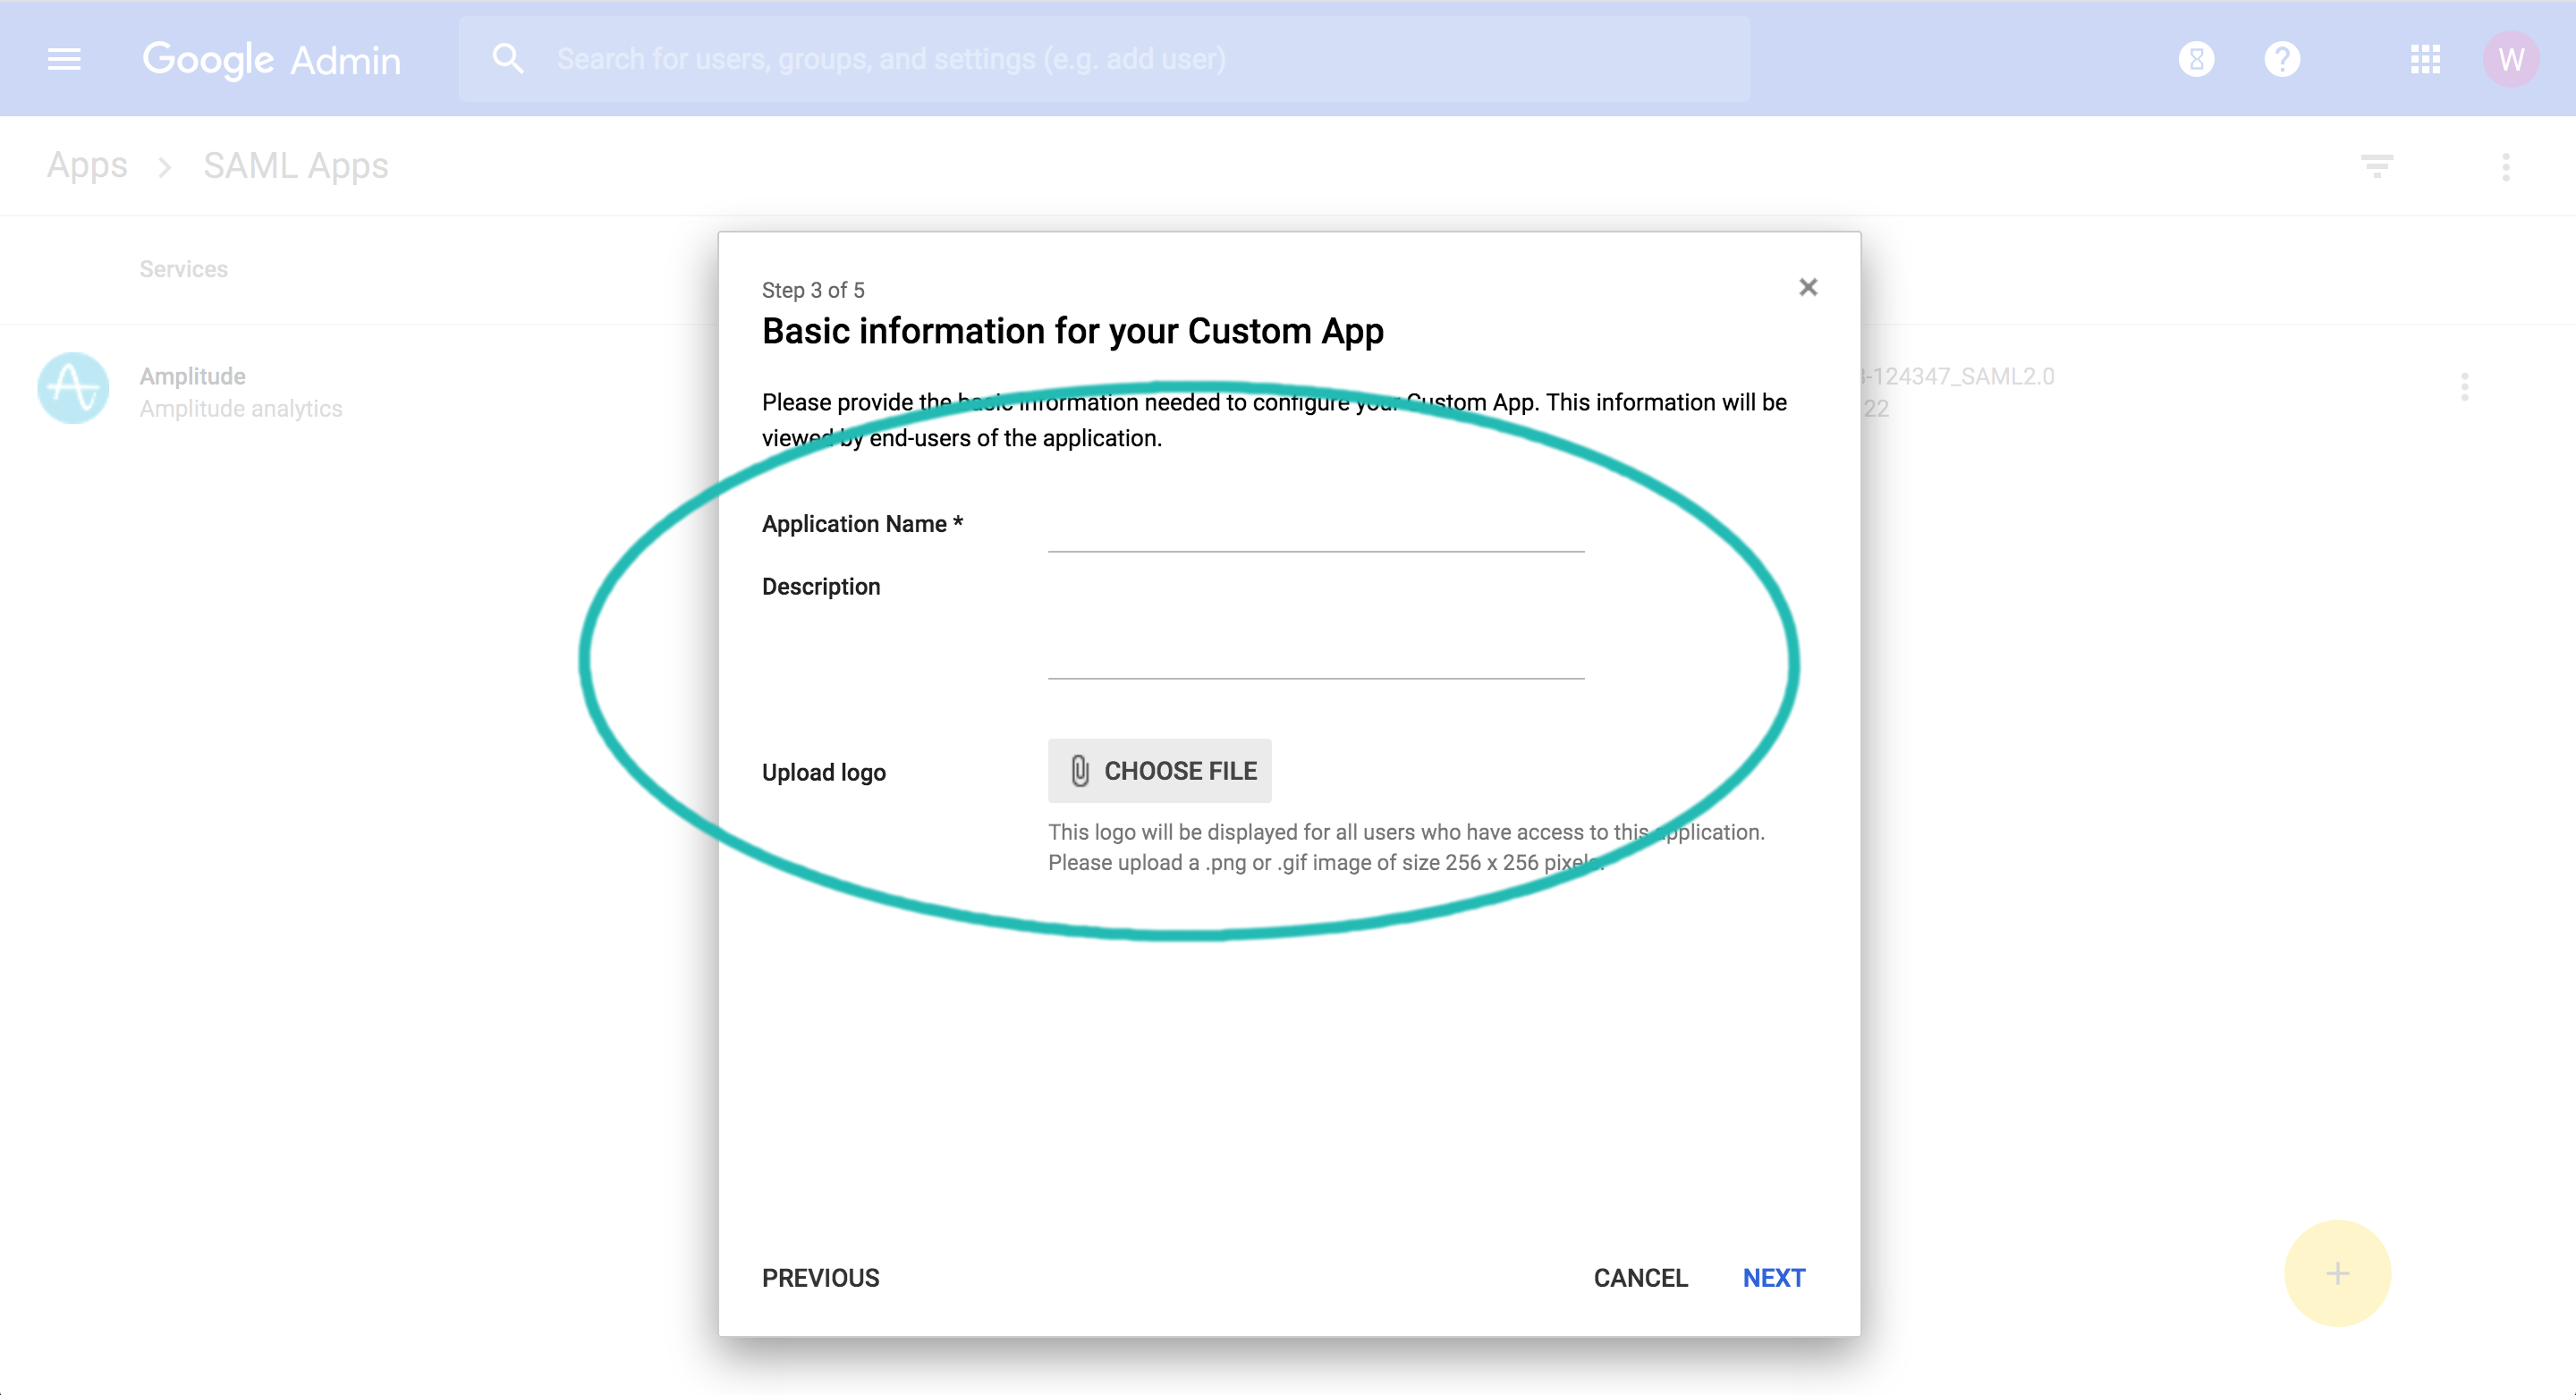 Google Admin
Search for users, groups, and settings (e.g. add user)
W
Apps > SAML Apps
Services
Step 3 of 5
Basic information for your Custom App
Amplitude
Amplitude analytics
-124347_SAML2.0
22
Please provide the basic information needed to configure your Custom App. This information will be
viewed by end-users of the application.
Application Name *
Description
Upload logo
CHOOSE FILE
This logo will be displayed for all users who have access to this application.
Please upload a .png or .gif image of size 256 x 256 pixels.
PREVIOUS
CANCEL
NEXT